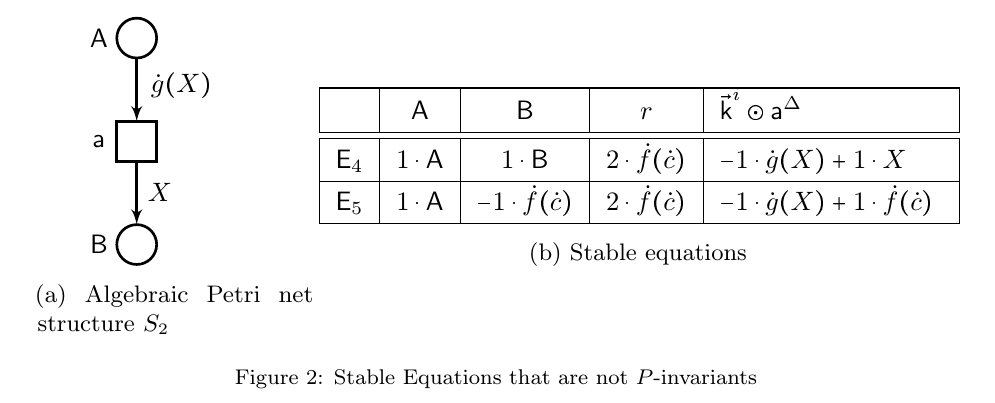 A
ġ(X)
a
X
B
(a) Algebraic Petri net
structure S₂
A B r k⃗ⁱ ⊙ a^Δ
E₄ 1 · A 1 · B 2 · ḟ(ċ) −1 · ġ(X) + 1 · X
E₅ 1 · A −1 · ḟ(ċ) 2 · ḟ(ċ) −1 · ġ(X) + 1 · ḟ(ċ)
(b) Stable equations
Figure 2: Stable Equations that are not P-invariants